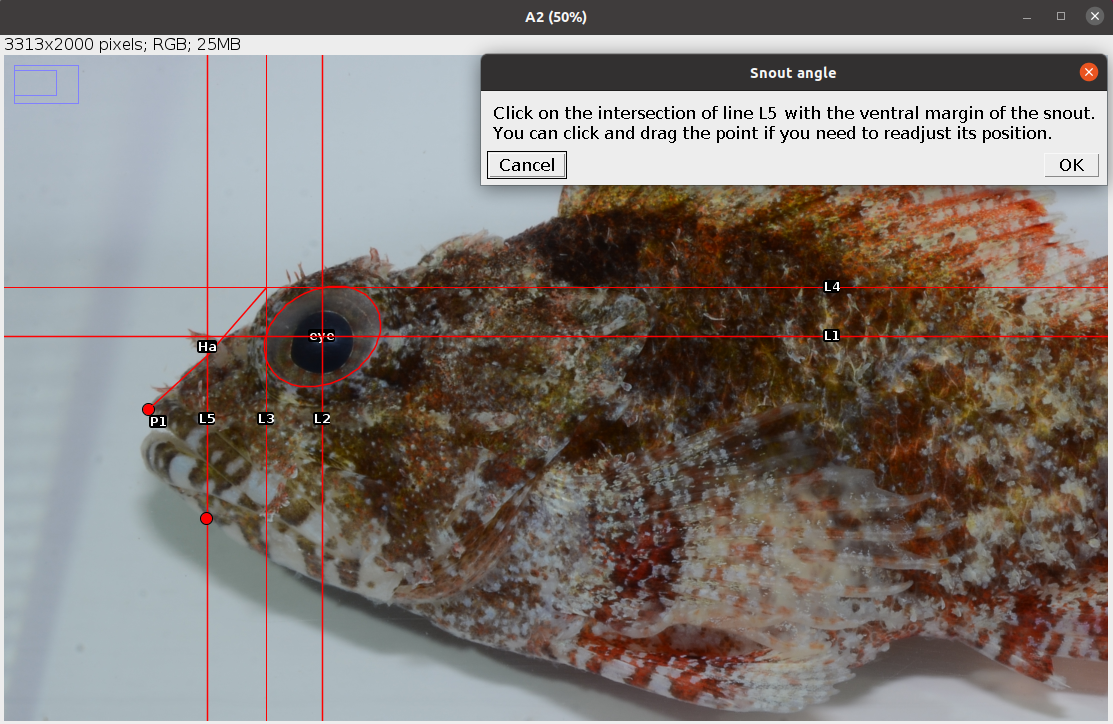 A2 (50%)
3313x2000 pixels; RGB; 25MB
Snout angle
Click on the intersection of line L5 with the ventral margin of the snout.
You can click and drag the point if you need to readjust its position.
Cancel
OK
L4
eye
L1
Ha
P1
L5
L3
L2